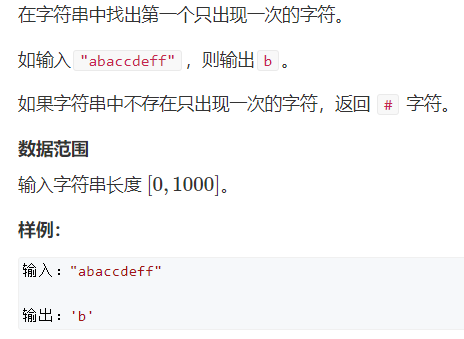 在字符串中找出第一个只出现一次的字符。
如输入"abaccdeff"，则输出b。
如果字符串中不存在只出现一次的字符，返回 # 字符。
数据范围
输入字符串长度 [0,1000]。
样例：
输入："abaccdeff"
输出：'b'